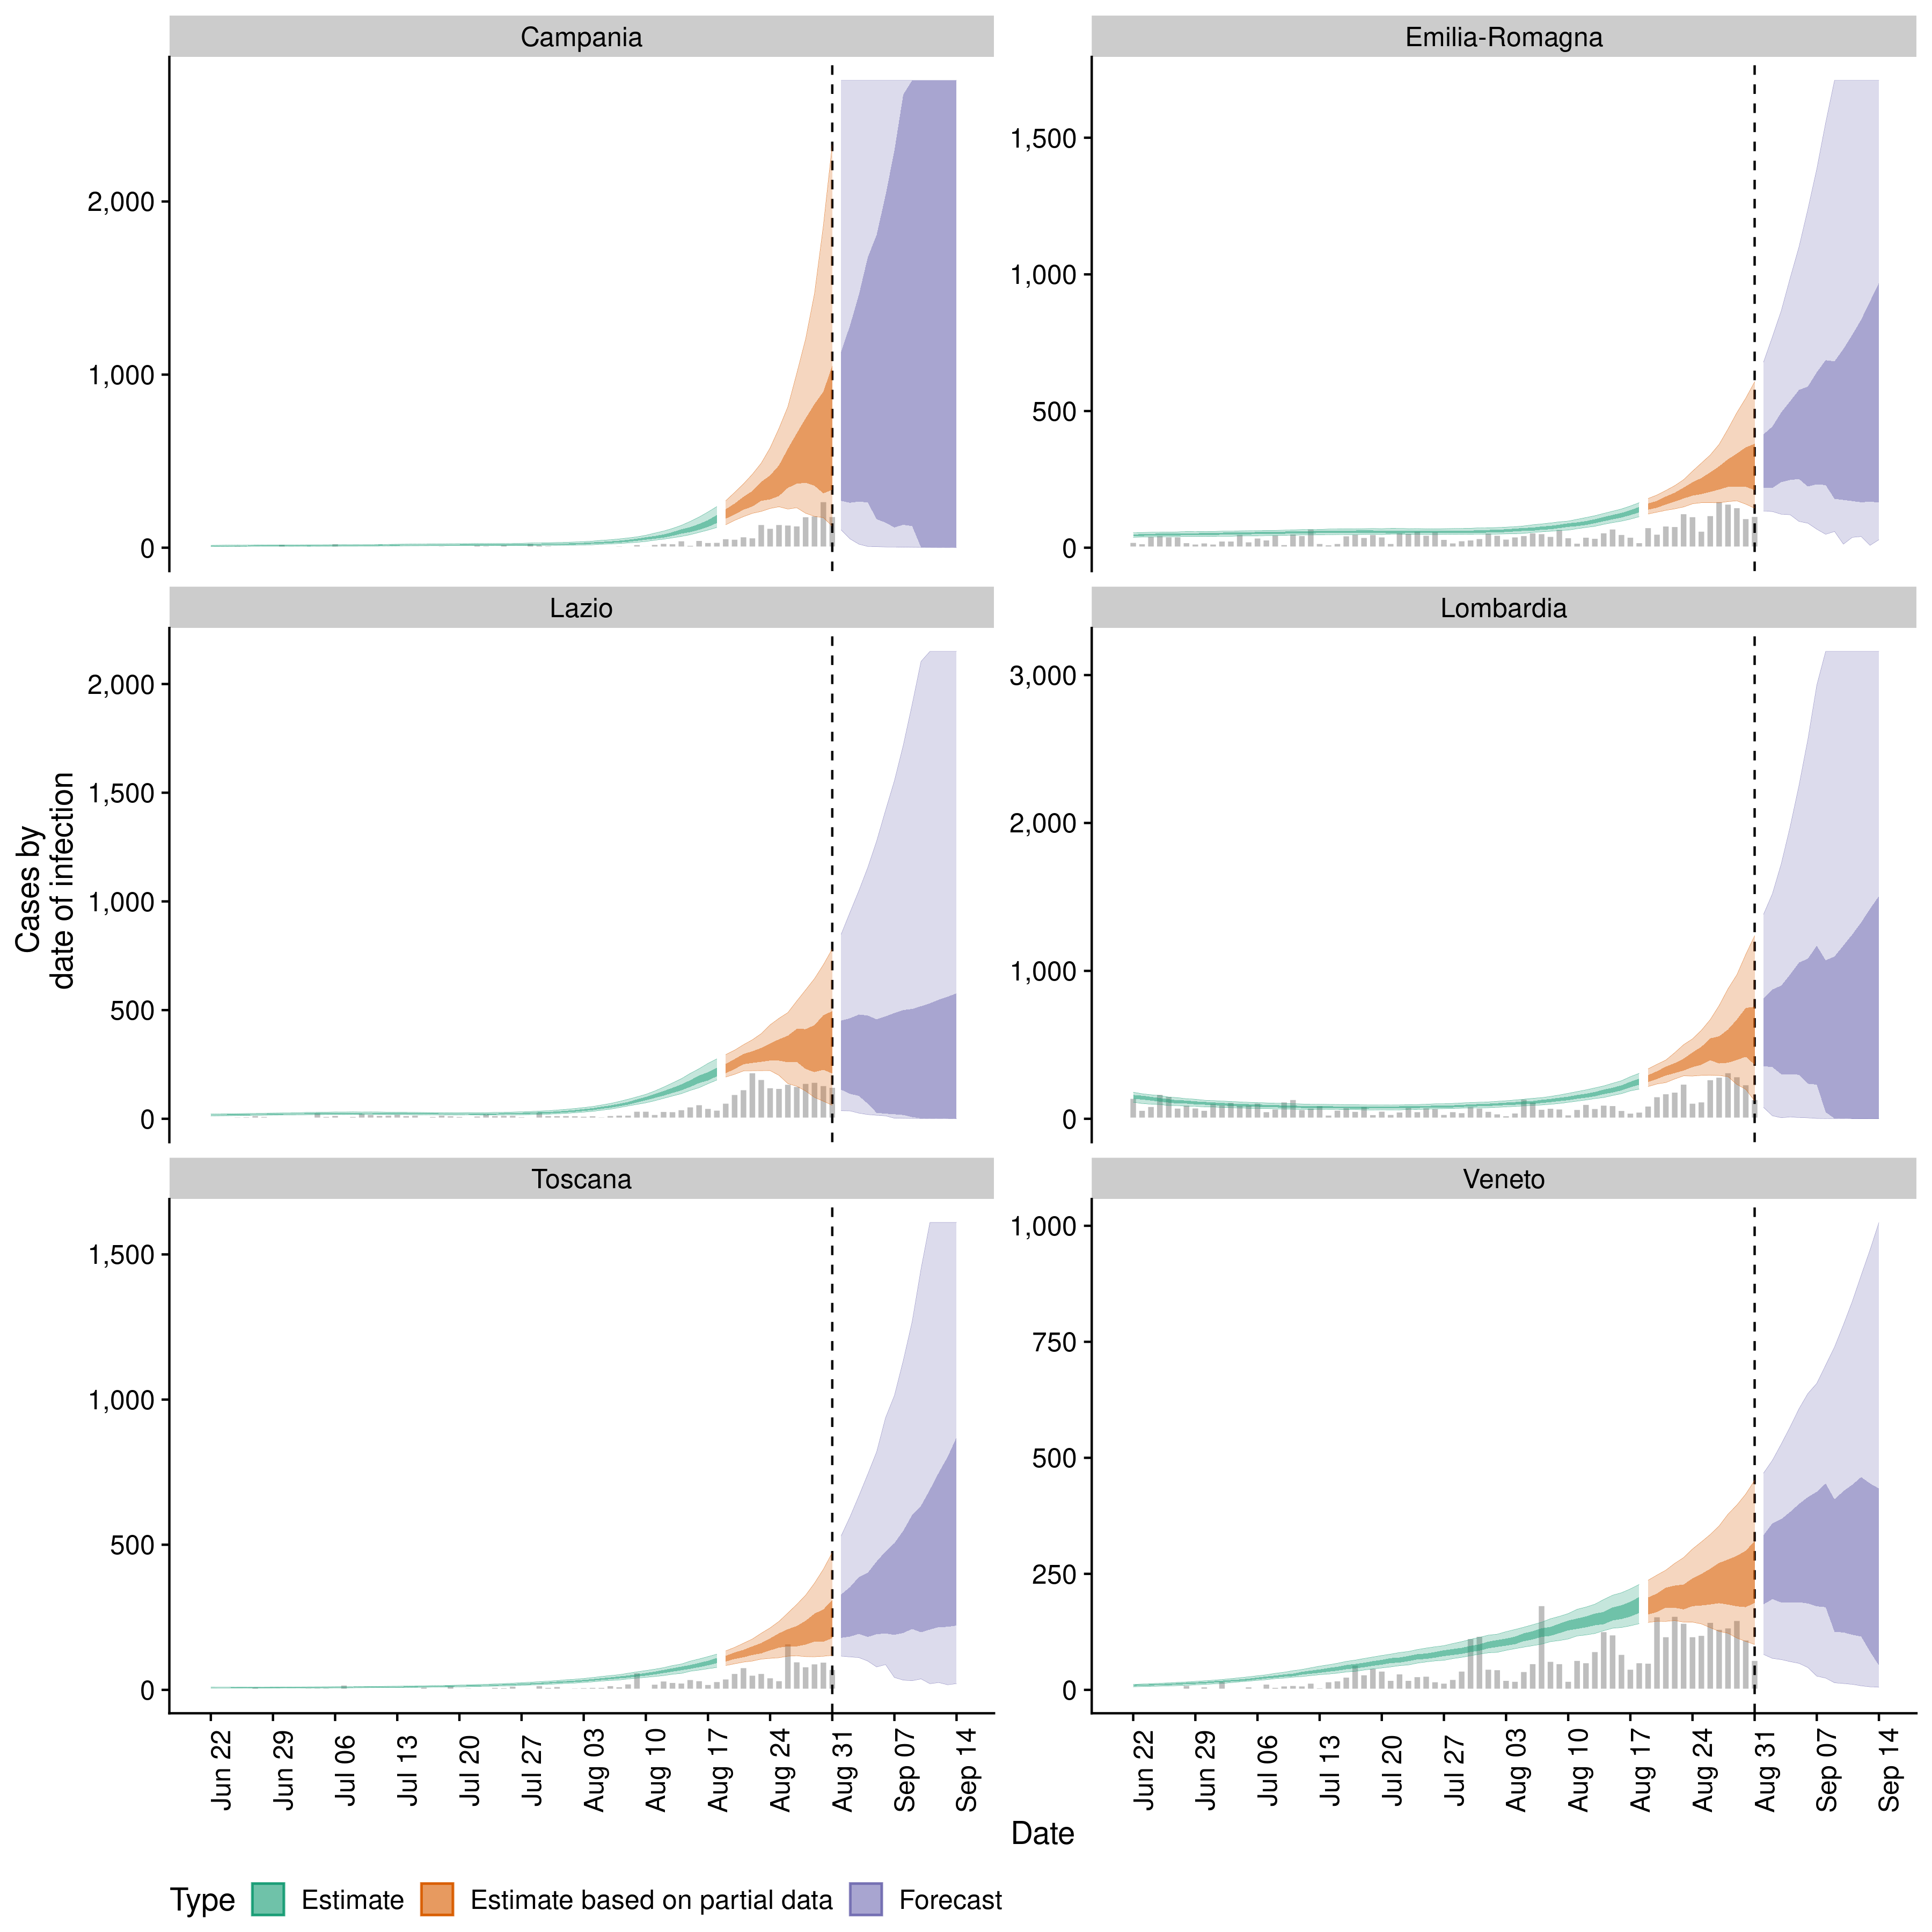 Campania
Emilia-Romagna
2,000
1,000
0
1,500
1,000
500
0
Lazio
Lombardia
2,000
1,500
1,000
500
0
3,000
2,000
1,000
0
Toscana
Veneto
1,500
1,000
500
0
1,000
750
500
250
0
Cases by
date of infection
Jun 22
Jun 29
Jul 06
Jul 13
Jul 20
Jul 27
Aug 03
Aug 10
Aug 17
Aug 24
Aug 31
Sep 07
Sep 14
Jun 22
Jun 29
Jul 06
Jul 13
Jul 20
Jul 27
Aug 03
Aug 10
Aug 17
Aug 24
Aug 31
Sep 07
Sep 14
Date
Type Estimate Estimate based on partial data Forecast